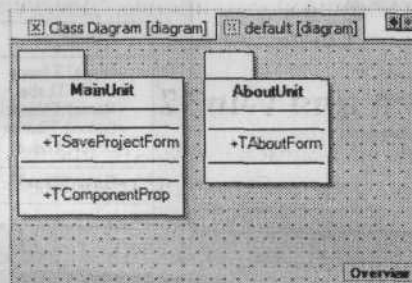 Class Diagram [diagram] default [diagram]
MainUnit
+TSaveProjectForm
+TComponentProp
AboutUnit
+TAboutForm
Overview